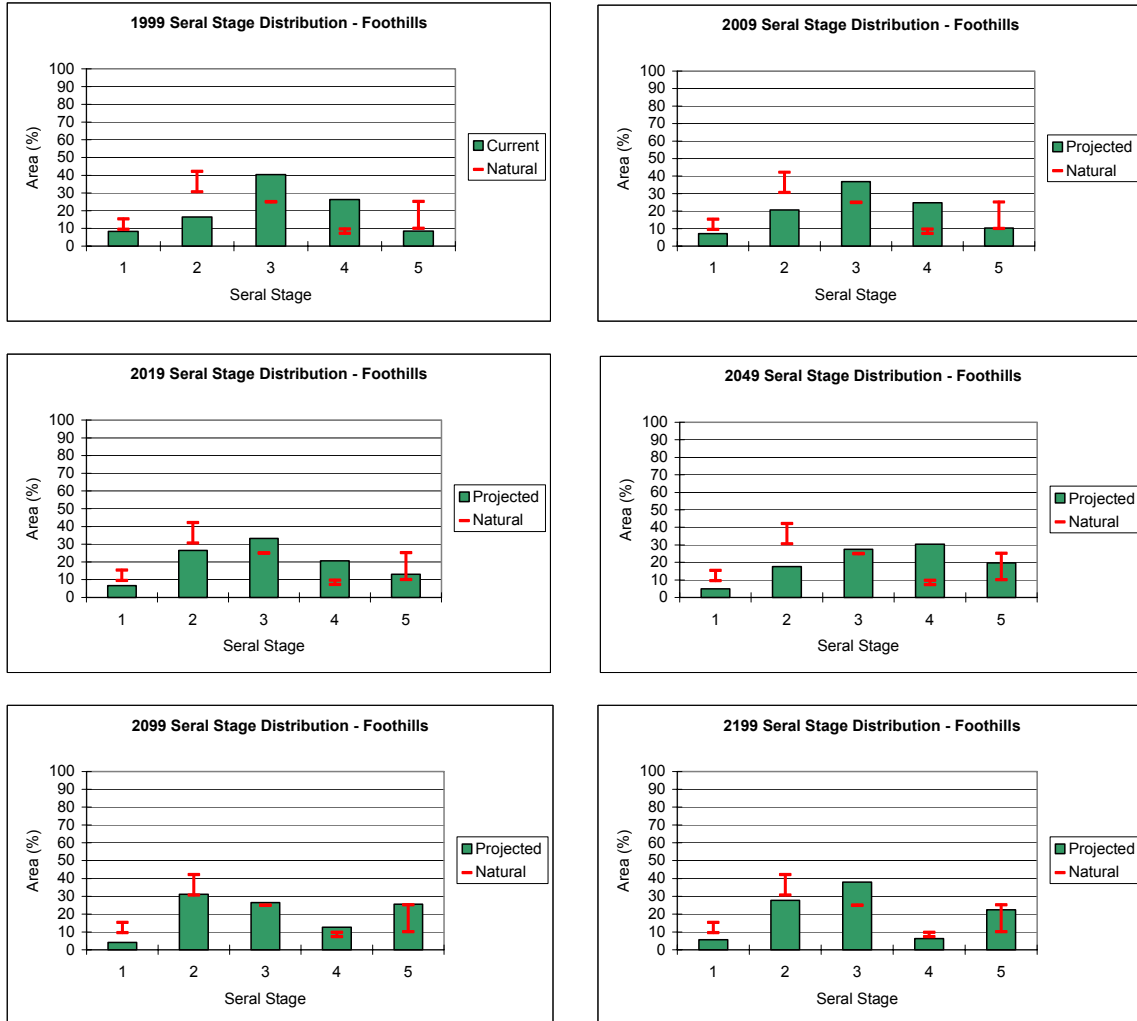 1999 Seral Stage Distribution - Foothills
100
90
80
70
60
50
40
30
20
10
0
Area (%)
1 2 3 4 5
Seral Stage
Current
Natural
2009 Seral Stage Distribution - Foothills
100
90
80
70
60
50
40
30
20
10
0
Area (%)
1 2 3 4 5
Seral Stage
Projected
Natural
2019 Seral Stage Distribution - Foothills
100
90
80
70
60
50
40
30
20
10
0
Area (%)
1 2 3 4 5
Seral Stage
Projected
Natural
2049 Seral Stage Distribution - Foothills
100
90
80
70
60
50
40
30
20
10
0
Area (%)
1 2 3 4 5
Seral Stage
Projected
Natural
2099 Seral Stage Distribution - Foothills
100
90
80
70
60
50
40
30
20
10
0
Area (%)
1 2 3 4 5
Seral Stage
Projected
Natural
2199 Seral Stage Distribution - Foothills
100
90
80
70
60
50
40
30
20
10
0
Area (%)
1 2 3 4 5
Seral Stage
Projected
Natural